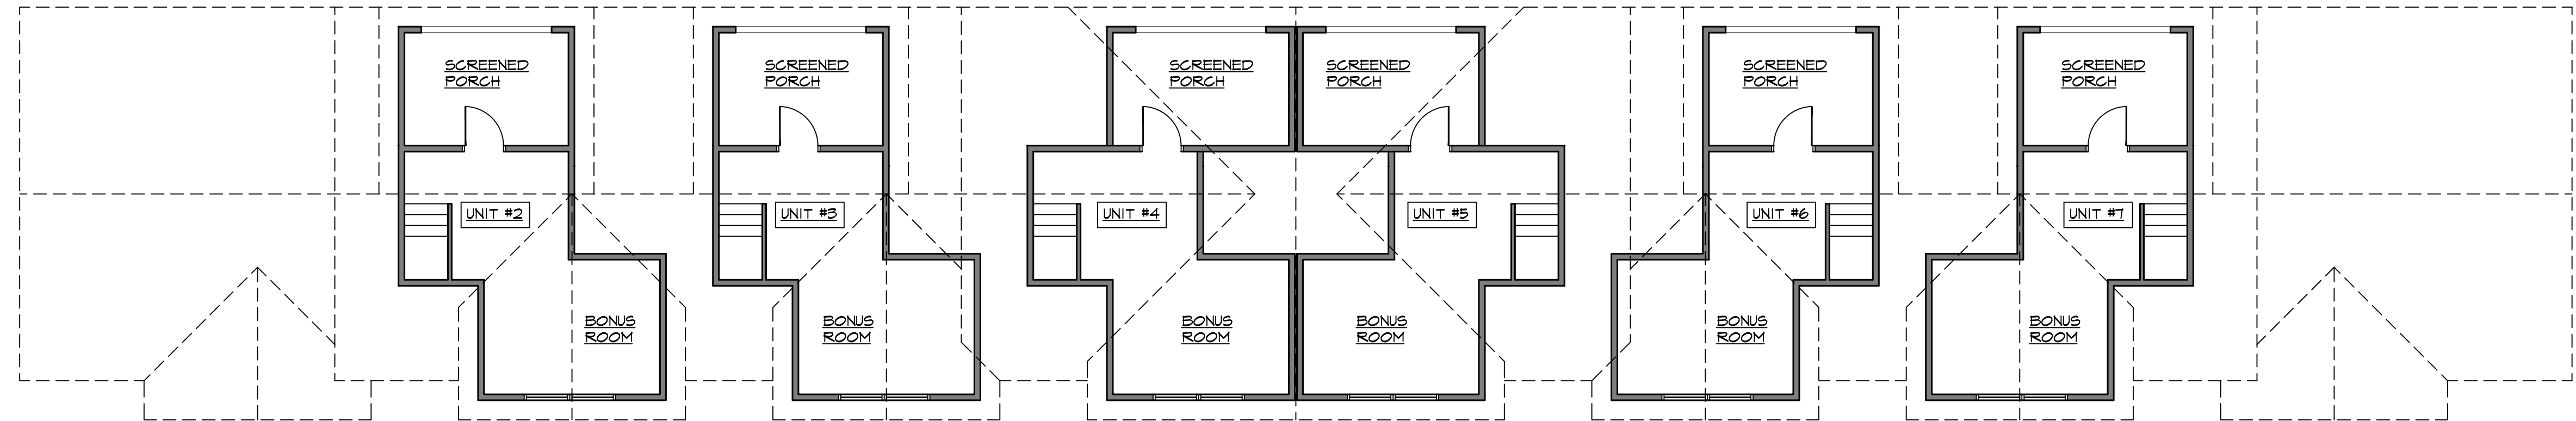 SCREENED
PORCH
SCREENED
PORCH
SCREENED
PORCH
SCREENED
PORCH
SCREENED
PORCH
SCREENED
PORCH
UNIT #2
UNIT #3
UNIT #4
UNIT #5
UNIT #6
UNIT #7
BONUS
ROOM
BONUS
ROOM
BONUS
ROOM
BONUS
ROOM
BONUS
ROOM
BONUS
ROOM